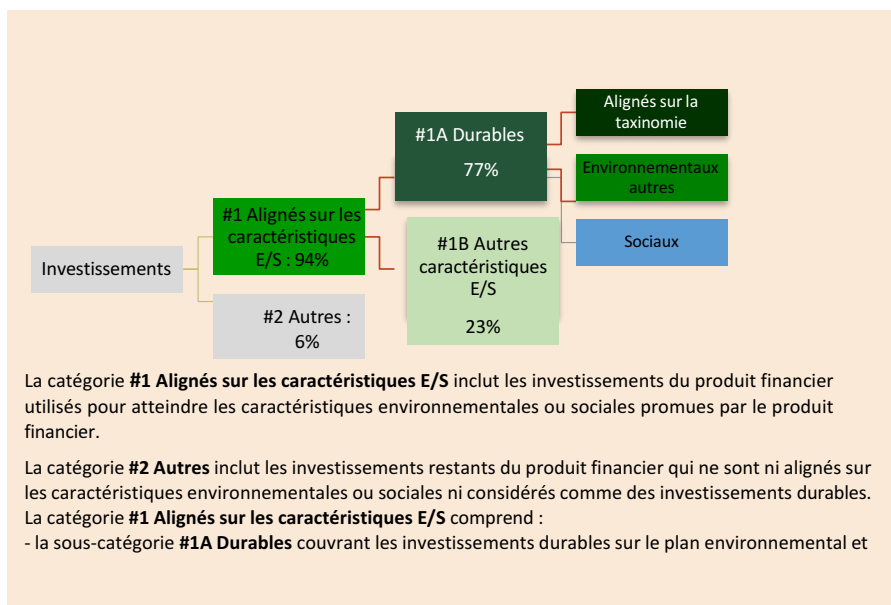 Alignés sur la
taxinomie
#1A Durables
77%
Environnementaux
autres
#1 Alignés sur les
caractéristiques
E/S : 94%
#1B Autres
caractéristiques
E/S
23%
Sociaux
Investissements
#2 Autres :
6%
La catégorie #1 Alignés sur les caractéristiques E/S inclut les investissements du produit financier
utilisés pour atteindre les caractéristiques environnementales ou sociales promues par le produit
financier.
La catégorie #2 Autres inclut les investissements restants du produit financier qui ne sont ni alignés sur
les caractéristiques environnementales ou sociales ni considérés comme des investissements durables.
La catégorie #1 Alignés sur les caractéristiques E/S comprend :
- la sous-catégorie #1A Durables couvrant les investissements durables sur le plan environnemental et